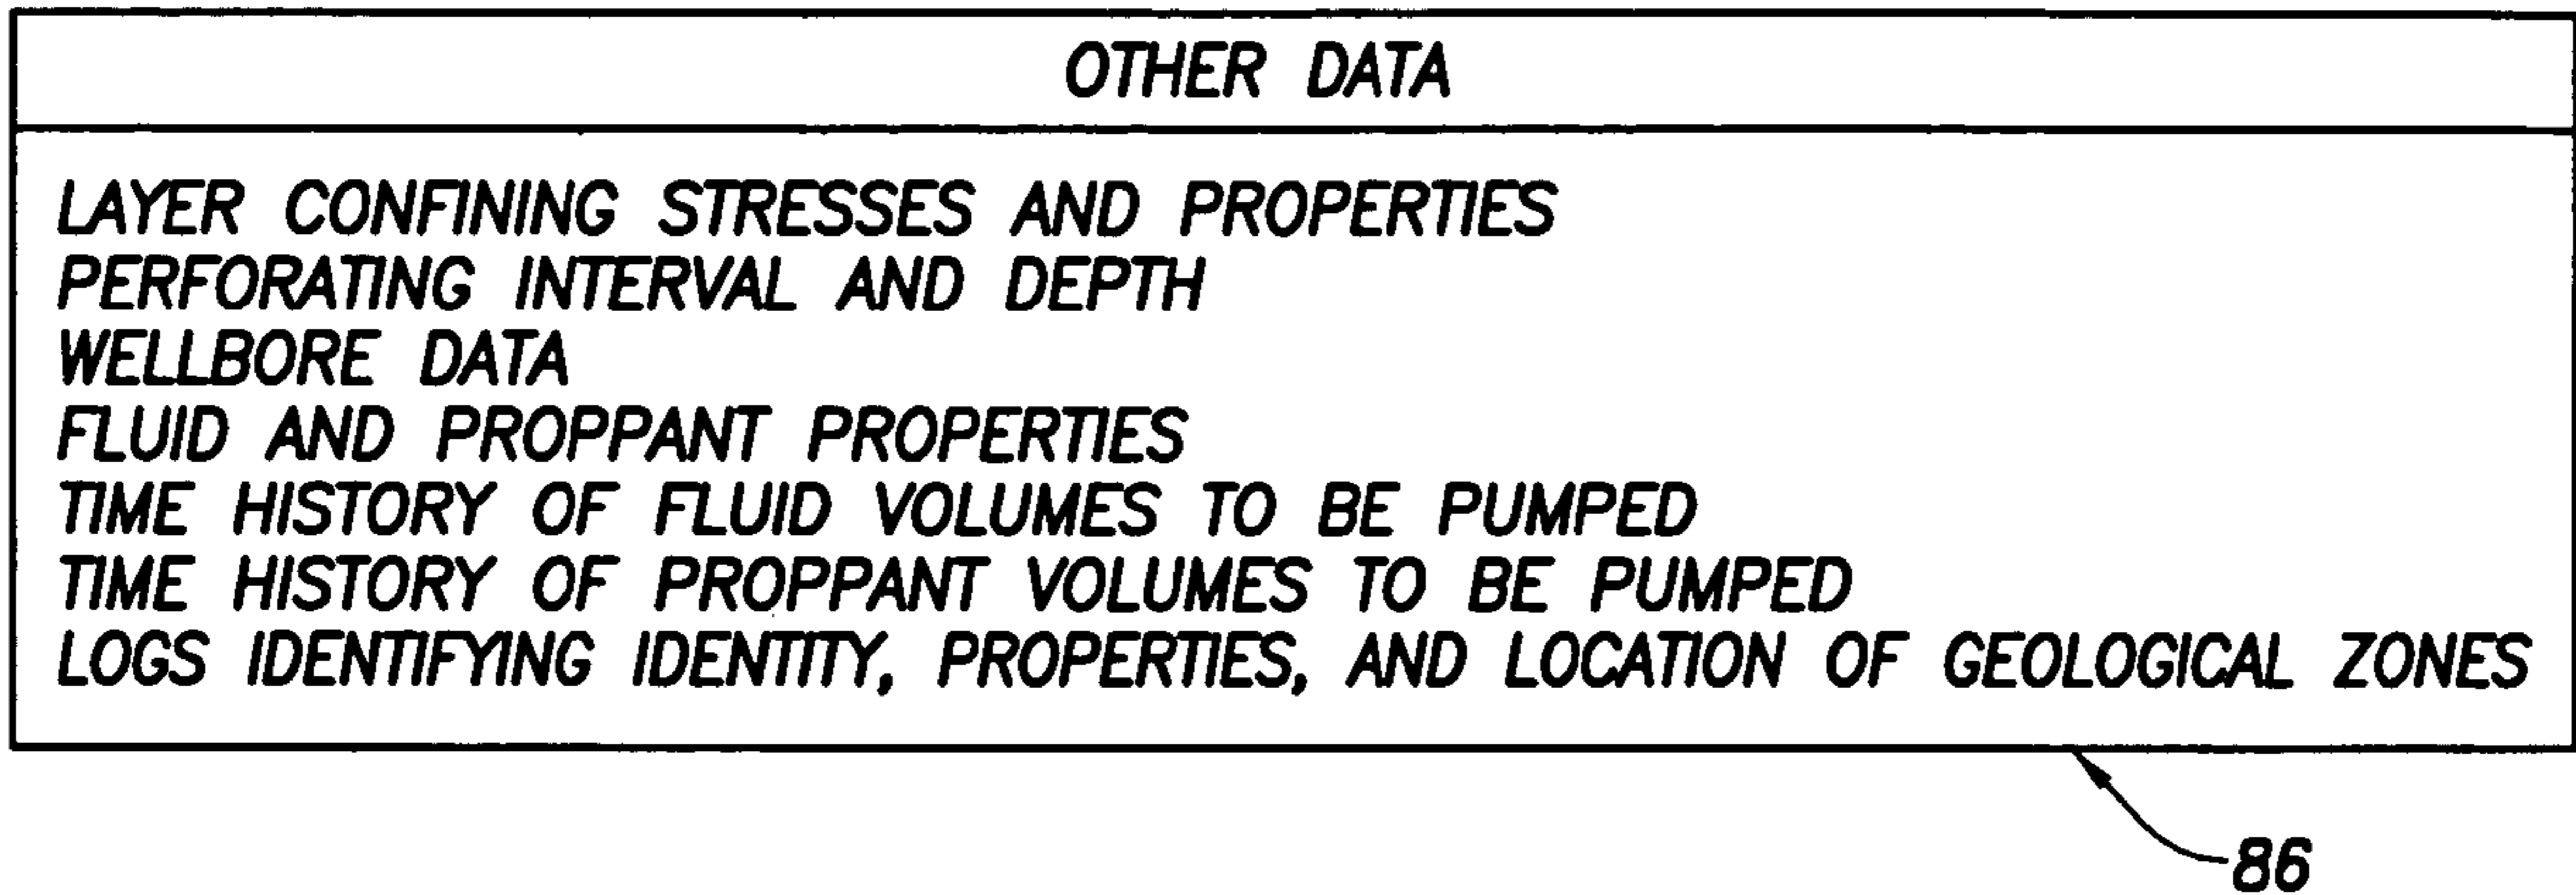 OTHER DATA
LAYER CONFINING STRESSES AND PROPERTIES
PERFORATING INTERVAL AND DEPTH
WELLBORE DATA
FLUID AND PROPPANT PROPERTIES
TIME HISTORY OF FLUID VOLUMES TO BE PUMPED
TIME HISTORY OF PROPPANT VOLUMES TO BE PUMPED
LOGS IDENTIFYING IDENTITY, PROPERTIES, AND LOCATION OF GEOLOGICAL ZONES
86